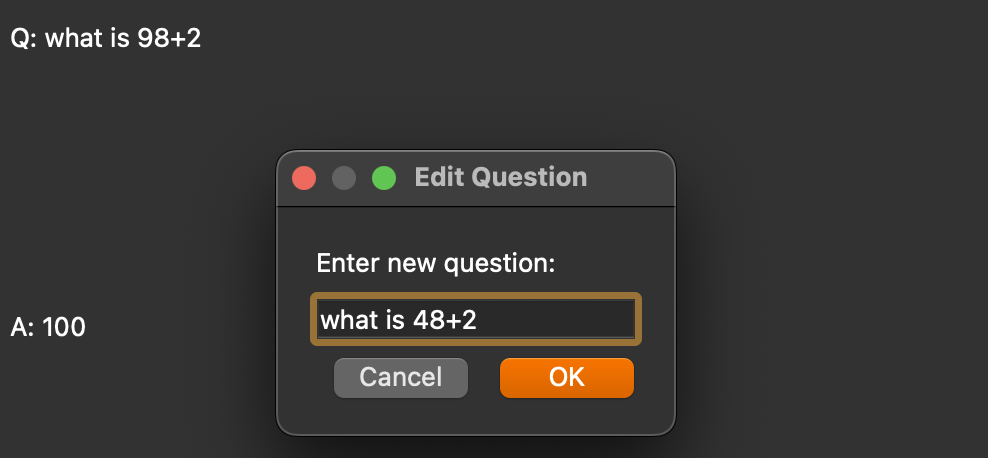 Q: what is 98+2
Edit Question
Enter new question:
what is 48+2
A: 100
Cancel
OK